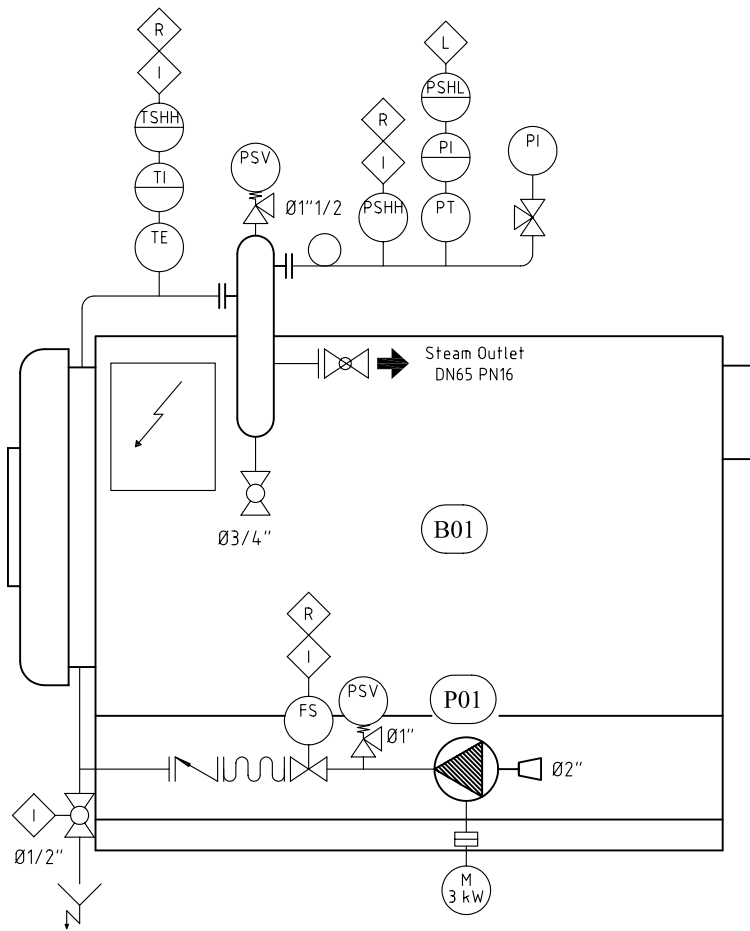 R
I
TSHH
TI
TE
PSV
Ø1"1/2
R
I
PSHH
L
PSHL
PI
PT
PI
Steam Outlet
DN65 PN16
Ø3/4"
B01
R
I
FS
PSV
Ø1"
P01
Ø2"
I
Ø1/2"
M
3 kW